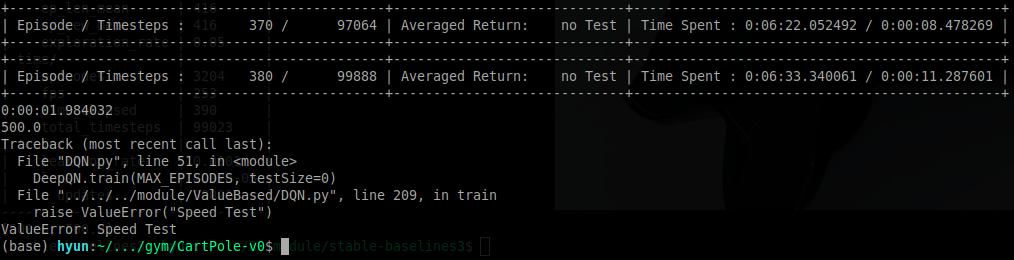 +---------------------------------------------+----------------------------+--------------------------------------------+
| Episode / Timesteps :       370 /      97064 | Averaged Return:    no Test | Time Spent : 0:06:22.052492 / 0:00:08.478269 |
+---------------------------------------------+----------------------------+--------------------------------------------+
| Episode / Timesteps :       380 /      99888 | Averaged Return:    no Test | Time Spent : 0:06:33.340061 / 0:00:11.287601 |
+---------------------------------------------+----------------------------+--------------------------------------------+
0:00:01.984032
500.0
total_timesteps | 99023 |
Traceback (most recent call last):
  File "DQN.py", line 51, in <module>
    DeepQN.train(MAX_EPISODES, testSize=0)
  File "../../../module/ValueBased/DQN.py", line 209, in train
    raise ValueError("Speed Test")
ValueError: Speed Test
(base) hyun:~/.../gym/CartPole-v0$
module/stable-baselines3$